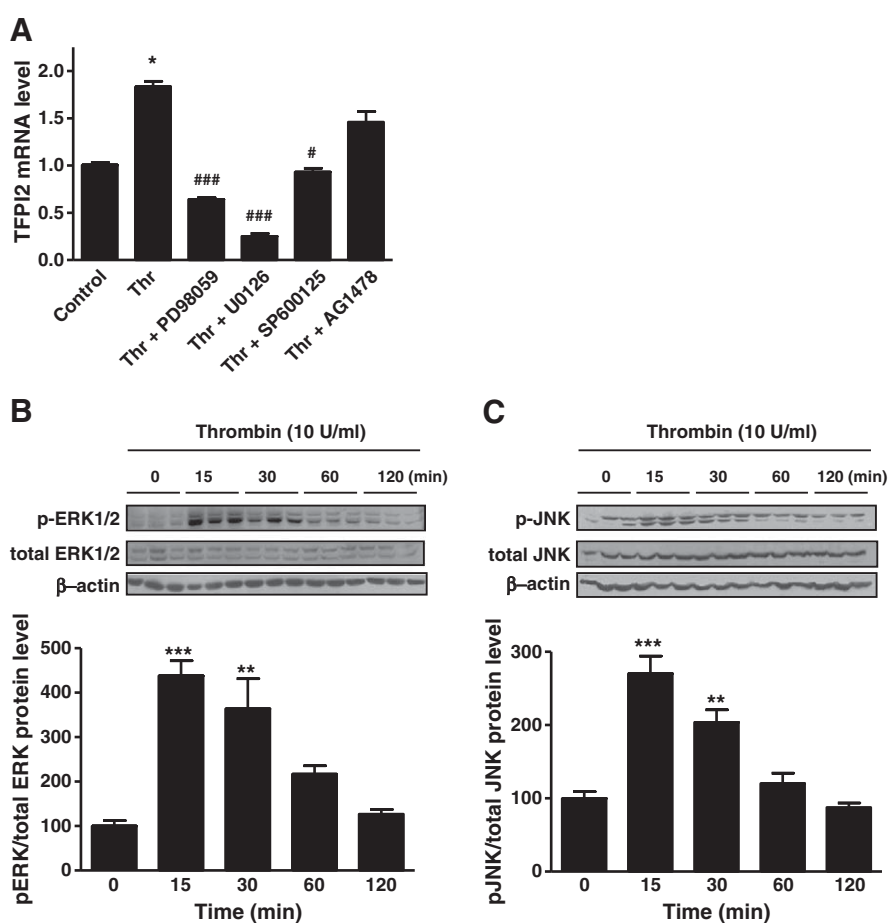 A
TFPI2 mRNA level
2.0
1.5
1.0
0.5
0.0
*
###
###
#
Control
Thr
Thr + PD98059
Thr + U0126
Thr + SP600125
Thr + AG1478
B
Thrombin (10 U/ml)
0 15 30 60 120 (min)
p-ERK1/2
total ERK1/2
β–actin
pERK/total ERK protein level
500
400
300
200
100
0
***
**
0 15 30 60 120
Time (min)
C
Thrombin (10 U/ml)
0 15 30 60 120 (min)
p-JNK
total JNK
β–actin
pJNK/total JNK protein level
300
200
100
0
***
**
0 15 30 60 120
Time (min)